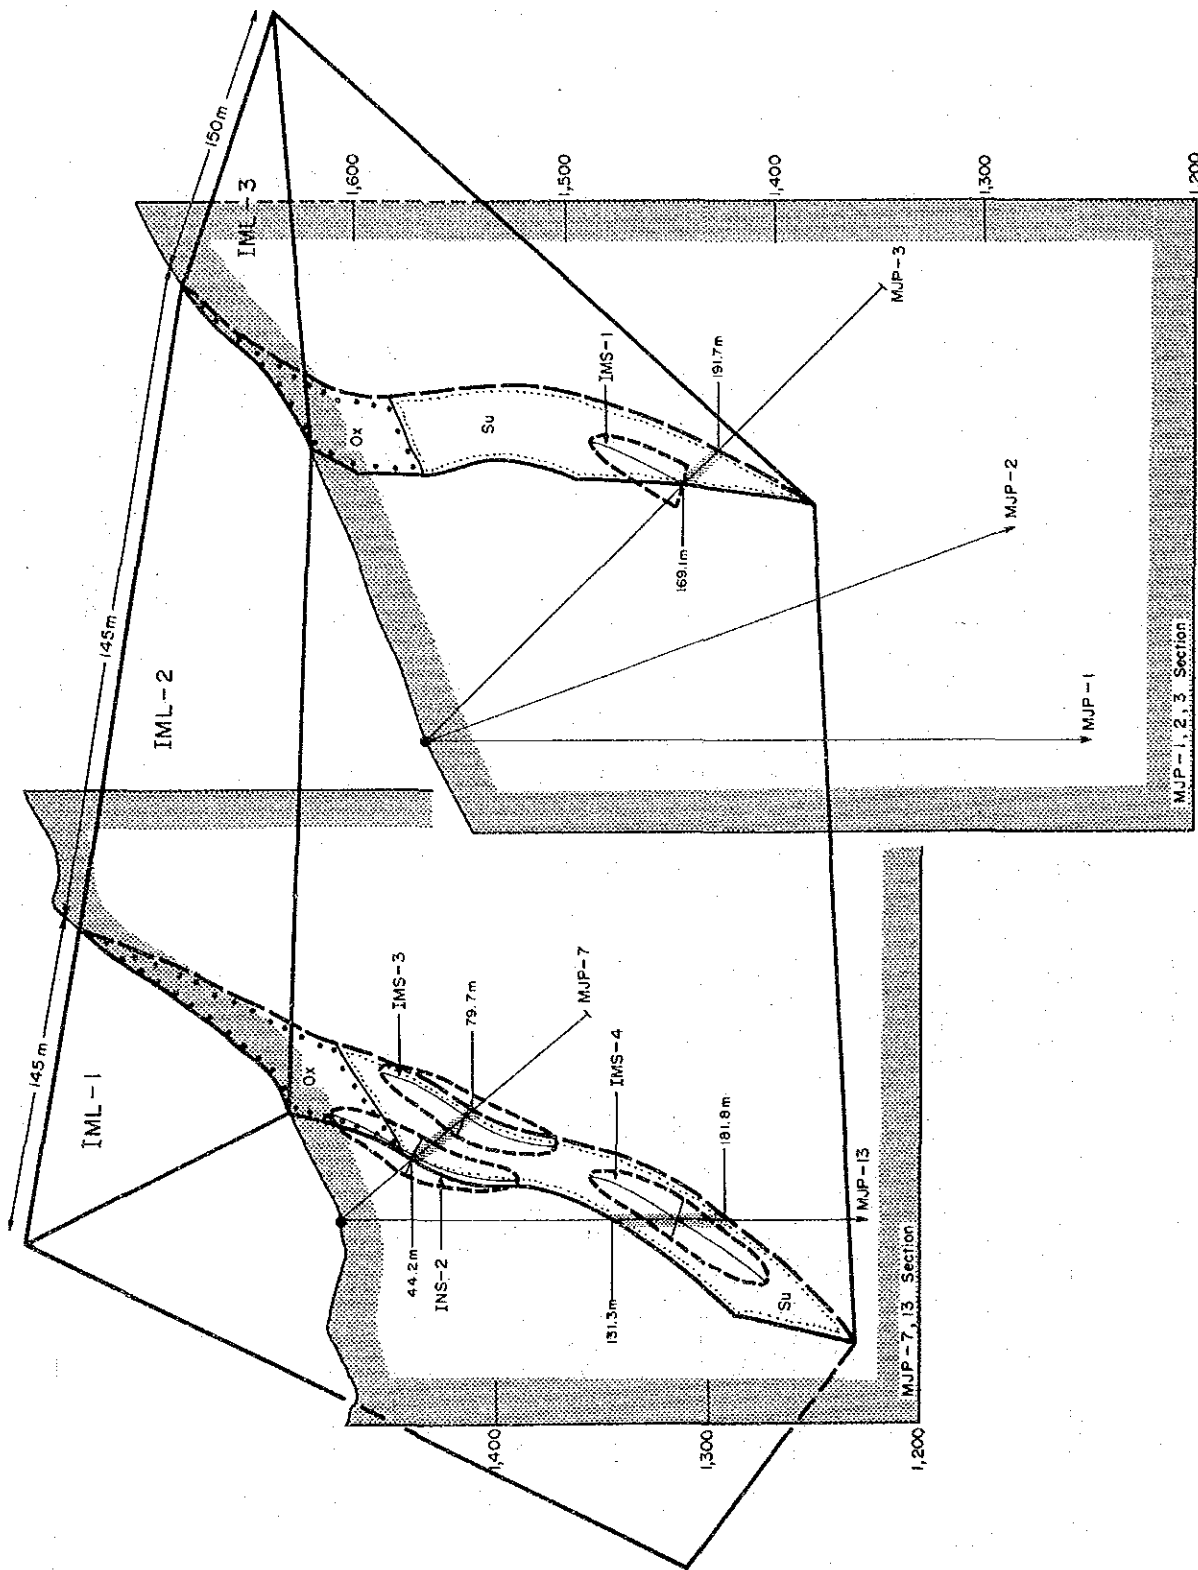 145m
145m
150m
IML-1
IML-2
IML-3
Ox
IMS-3
79.7m
MJP-7
IMS-4
44.2m
INS-2
131.3m
181.8m
MJP-13
Su
1,400
1,300
1,200
MJP-7, 13 Section
1,600
1,500
1,400
1,300
1,200
Ox
Su
IMS-1
191.7m
MJP-3
169.1m
MJP-2
MJP-1
MJP-1, 2, 3 Section